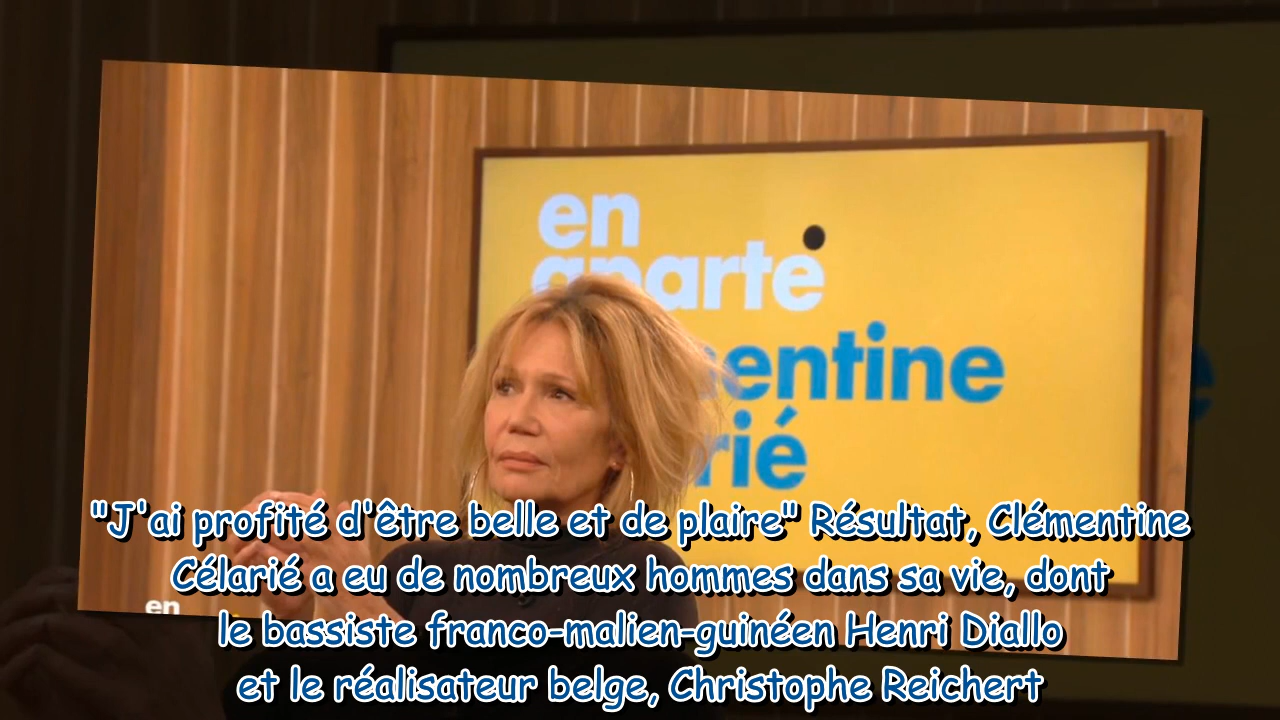 en
aparté
mentine
rié
en
"J'ai profité d'être belle et de plaire" Résultat, Clémentine
Célarié a eu de nombreux hommes dans sa vie, dont
le bassiste franco-malien-guinéen Henri Diallo
et le réalisateur belge, Christophe Reichert